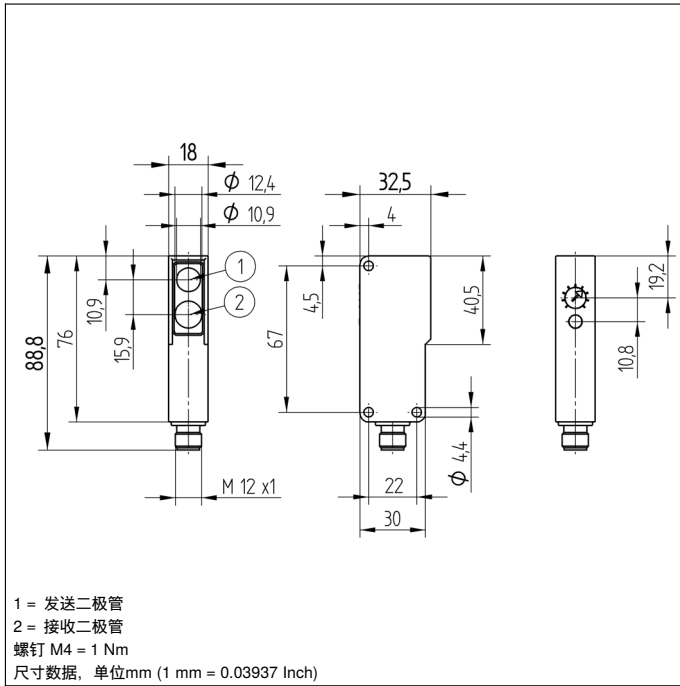 18
ϕ 12,4
ϕ 10,9
1
2
10,9
15,9
76
88,8
M 12 x1
32,5
4
4,5
67
40,5
ϕ 4,4
22
30
19,2
10,8
1 = 发送二极管
2 = 接收二极管
螺钉 M4 = 1 Nm
尺寸数据, 单位mm (1 mm = 0.03937 Inch)